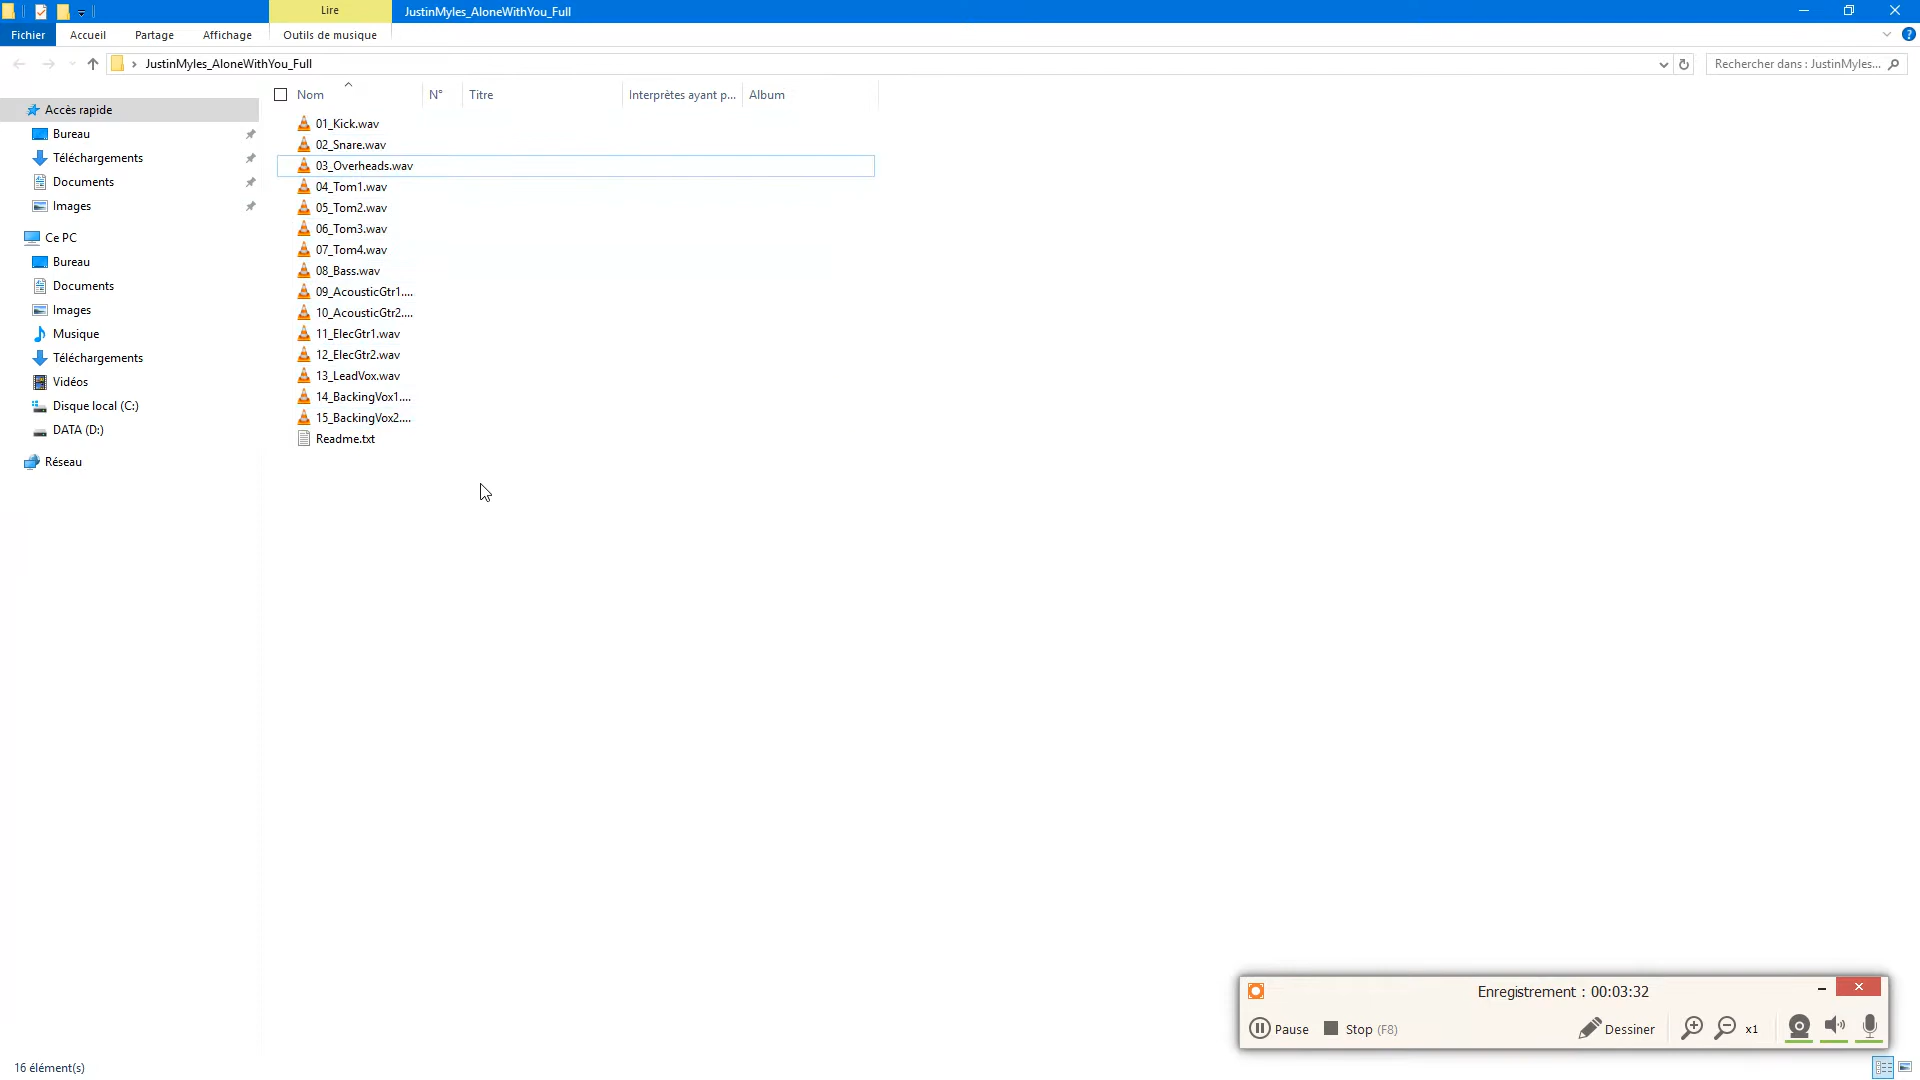 Lire
JustinMyles_AloneWithYou_Full
Fichier
Accueil
Partage
Affichage
Outils de musique
JustinMyles_AloneWithYou_Full
Rechercher dans : JustinMyles...
Nom
N°
Titre
Interprètes ayant p...
Album
Accès rapide
Bureau
Téléchargements
Documents
Images
Ce PC
Bureau
Documents
Images
Musique
Téléchargements
Vidéos
Disque local (C:)
DATA (D:)
Réseau
01_Kick.wav
02_Snare.wav
03_Overheads.wav
04_Tom1.wav
05_Tom2.wav
06_Tom3.wav
07_Tom4.wav
08_Bass.wav
09_AcousticGtr1....
10_AcousticGtr2....
11_ElecGtr1.wav
12_ElecGtr2.wav
13_LeadVox.wav
14_BackingVox1....
15_BackingVox2....
Readme.txt
Enregistrement : 00:03:32
Pause
Stop (F8)
Dessiner
x1
16 élément(s)